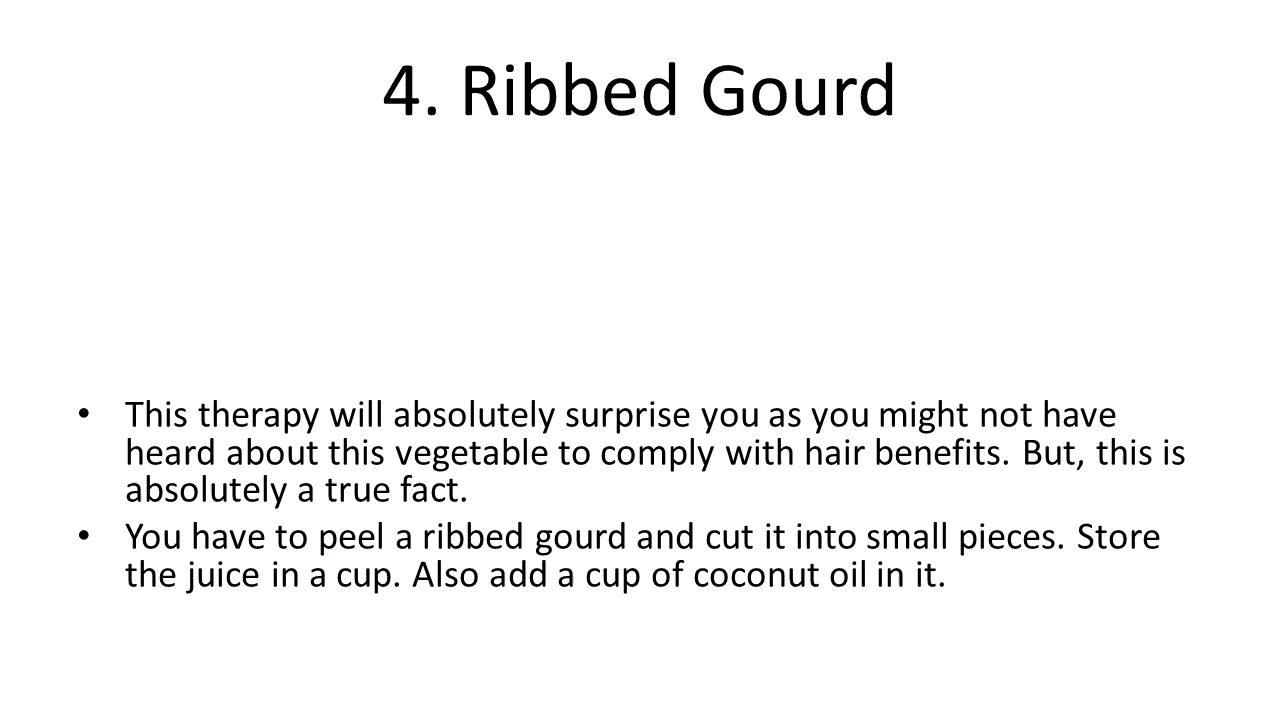 4. Ribbed Gourd
• This therapy will absolutely surprise you as you might not have
heard about this vegetable to comply with hair benefits. But, this is
absolutely a true fact.
• You have to peel a ribbed gourd and cut it into small pieces. Store
the juice in a cup. Also add a cup of coconut oil in it.